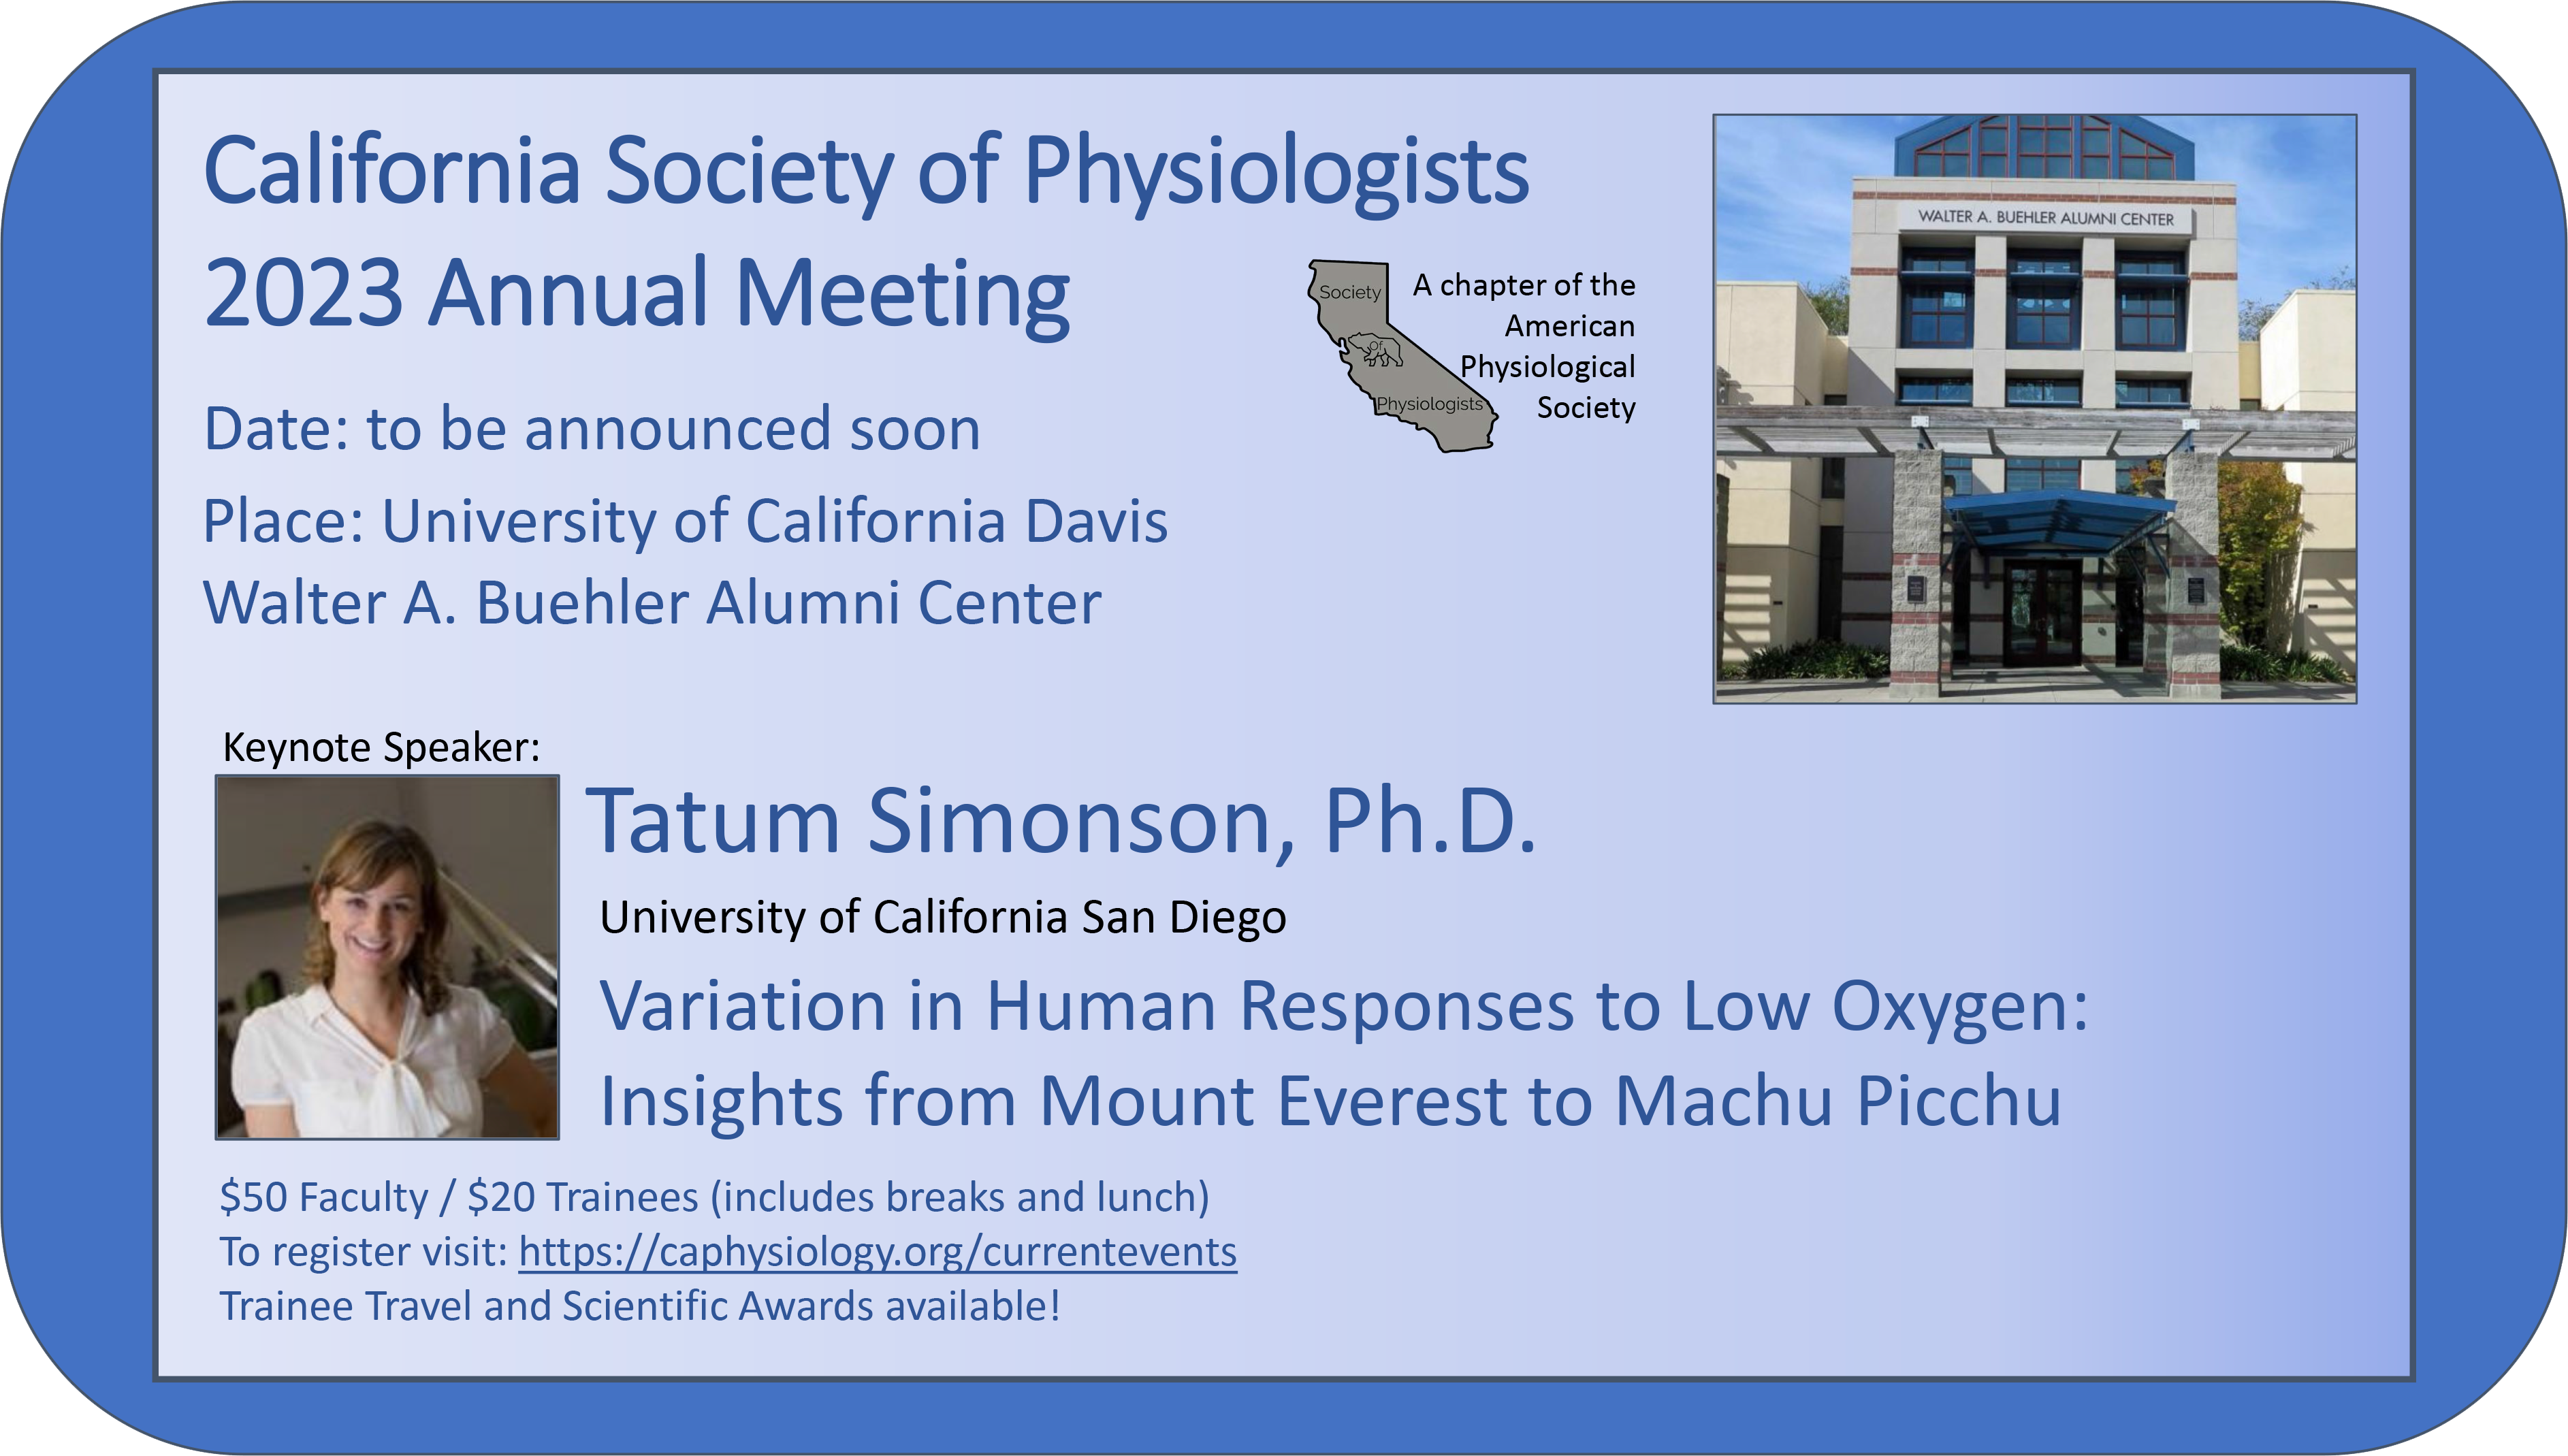 California Society of Physiologists
2023 Annual Meeting
Society
Of
Physiologists
A chapter of the
American
Physiological
Society
WALTER A. BUEHLER ALUMNI CENTER
Date: to be announced soon
Place: University of California Davis
Walter A. Buehler Alumni Center
Keynote Speaker:
Tatum Simonson, Ph.D.
University of California San Diego
Variation in Human Responses to Low Oxygen:
Insights from Mount Everest to Machu Picchu
$50 Faculty / $20 Trainees (includes breaks and lunch)
To register visit: https://caphysiology.org/currentevents
Trainee Travel and Scientific Awards available!